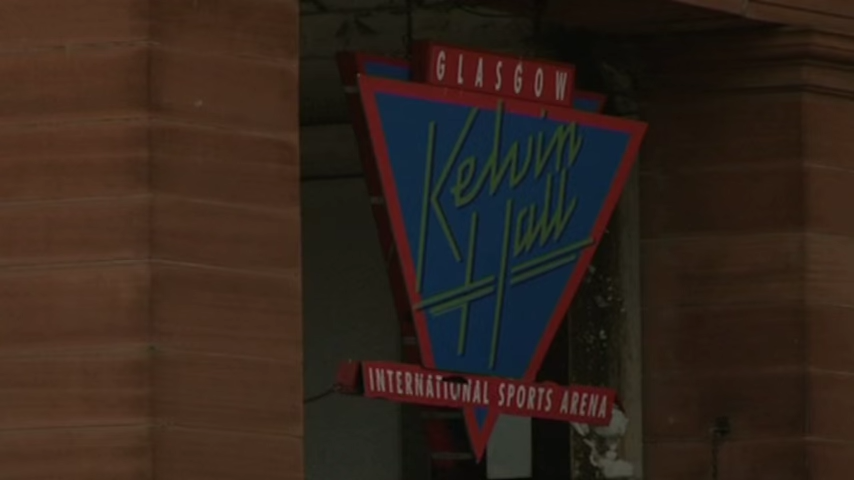 GLASGOW
Kelvin
Hall
INTERNATIONAL SPORTS ARENA